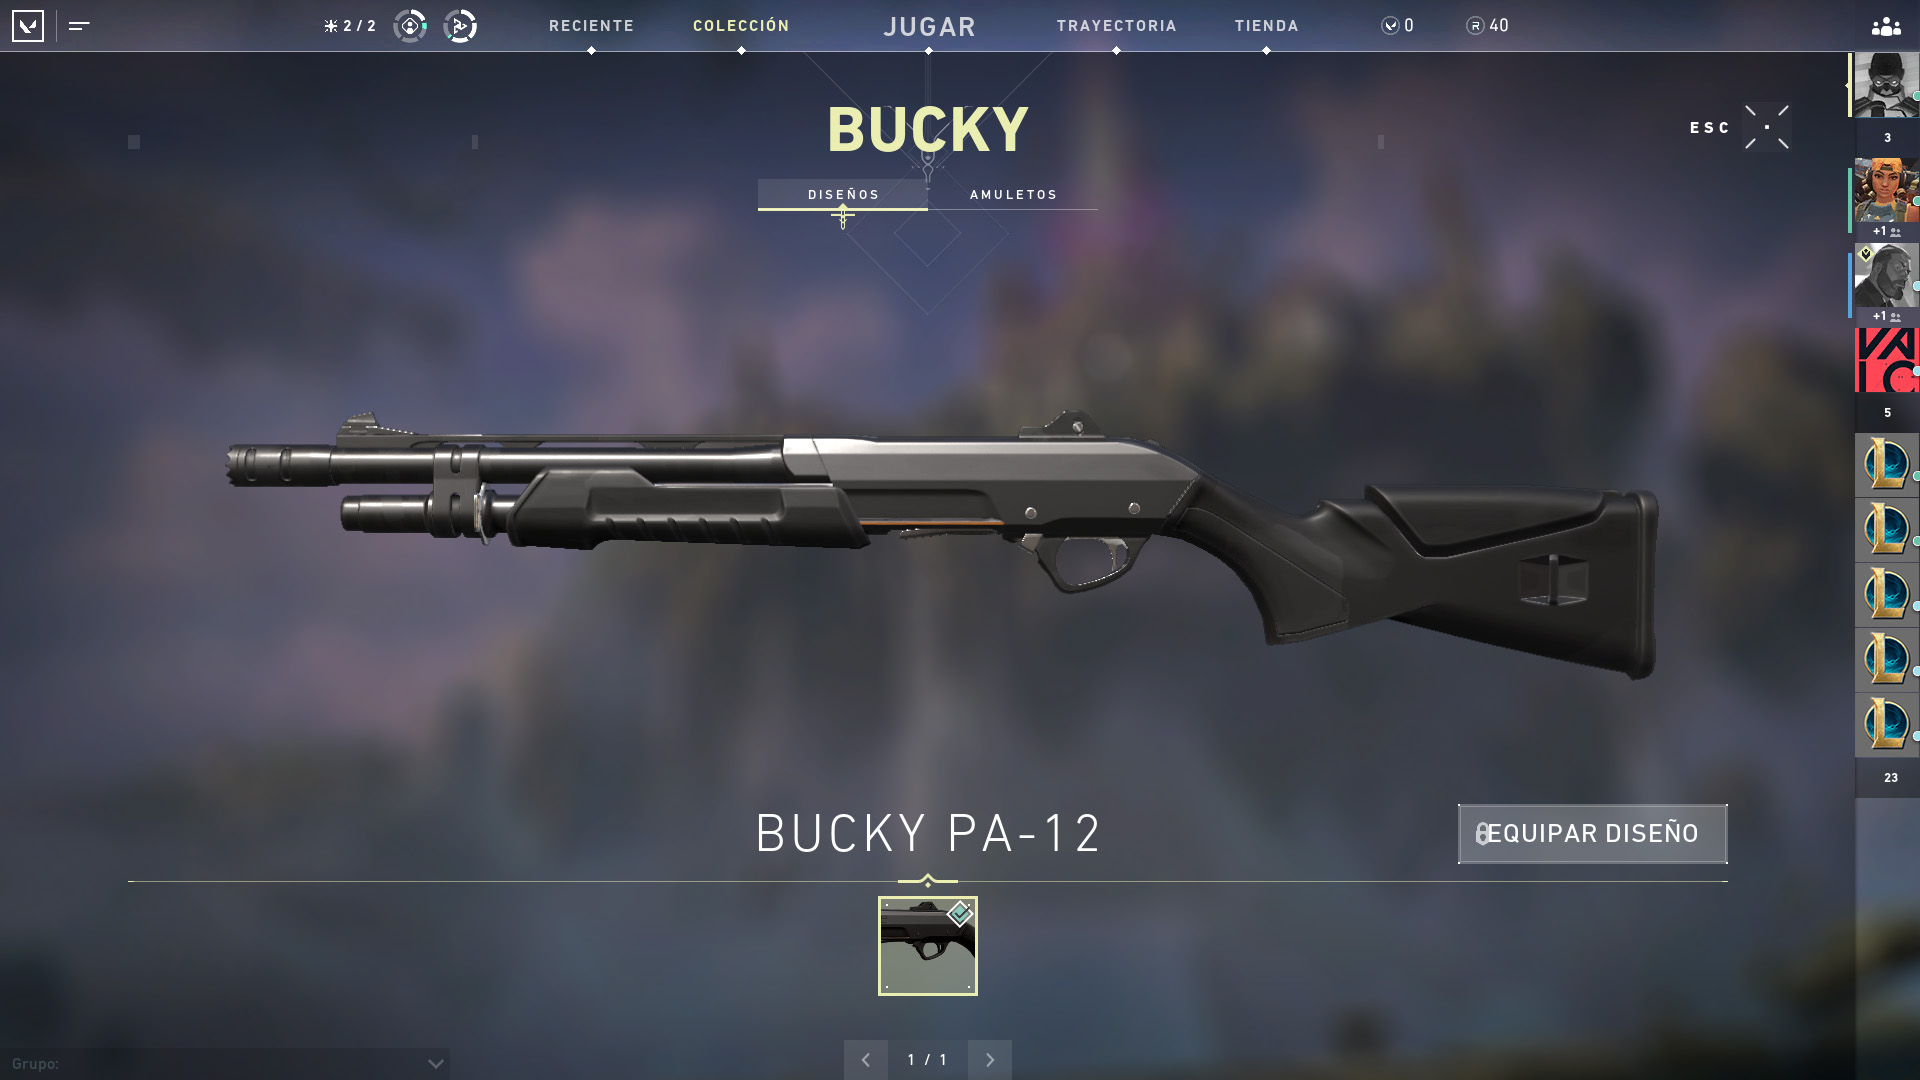 2 / 2
RECIENTE
COLECCIÓN
JUGAR
TRAYECTORIA
TIENDA
0
R 40
BUCKY
ESC
DISEÑOS
AMULETOS
3
+1
+1
5
23
BUCKY PA-12
EQUIPAR DISEÑO
1 / 1
Grupo: